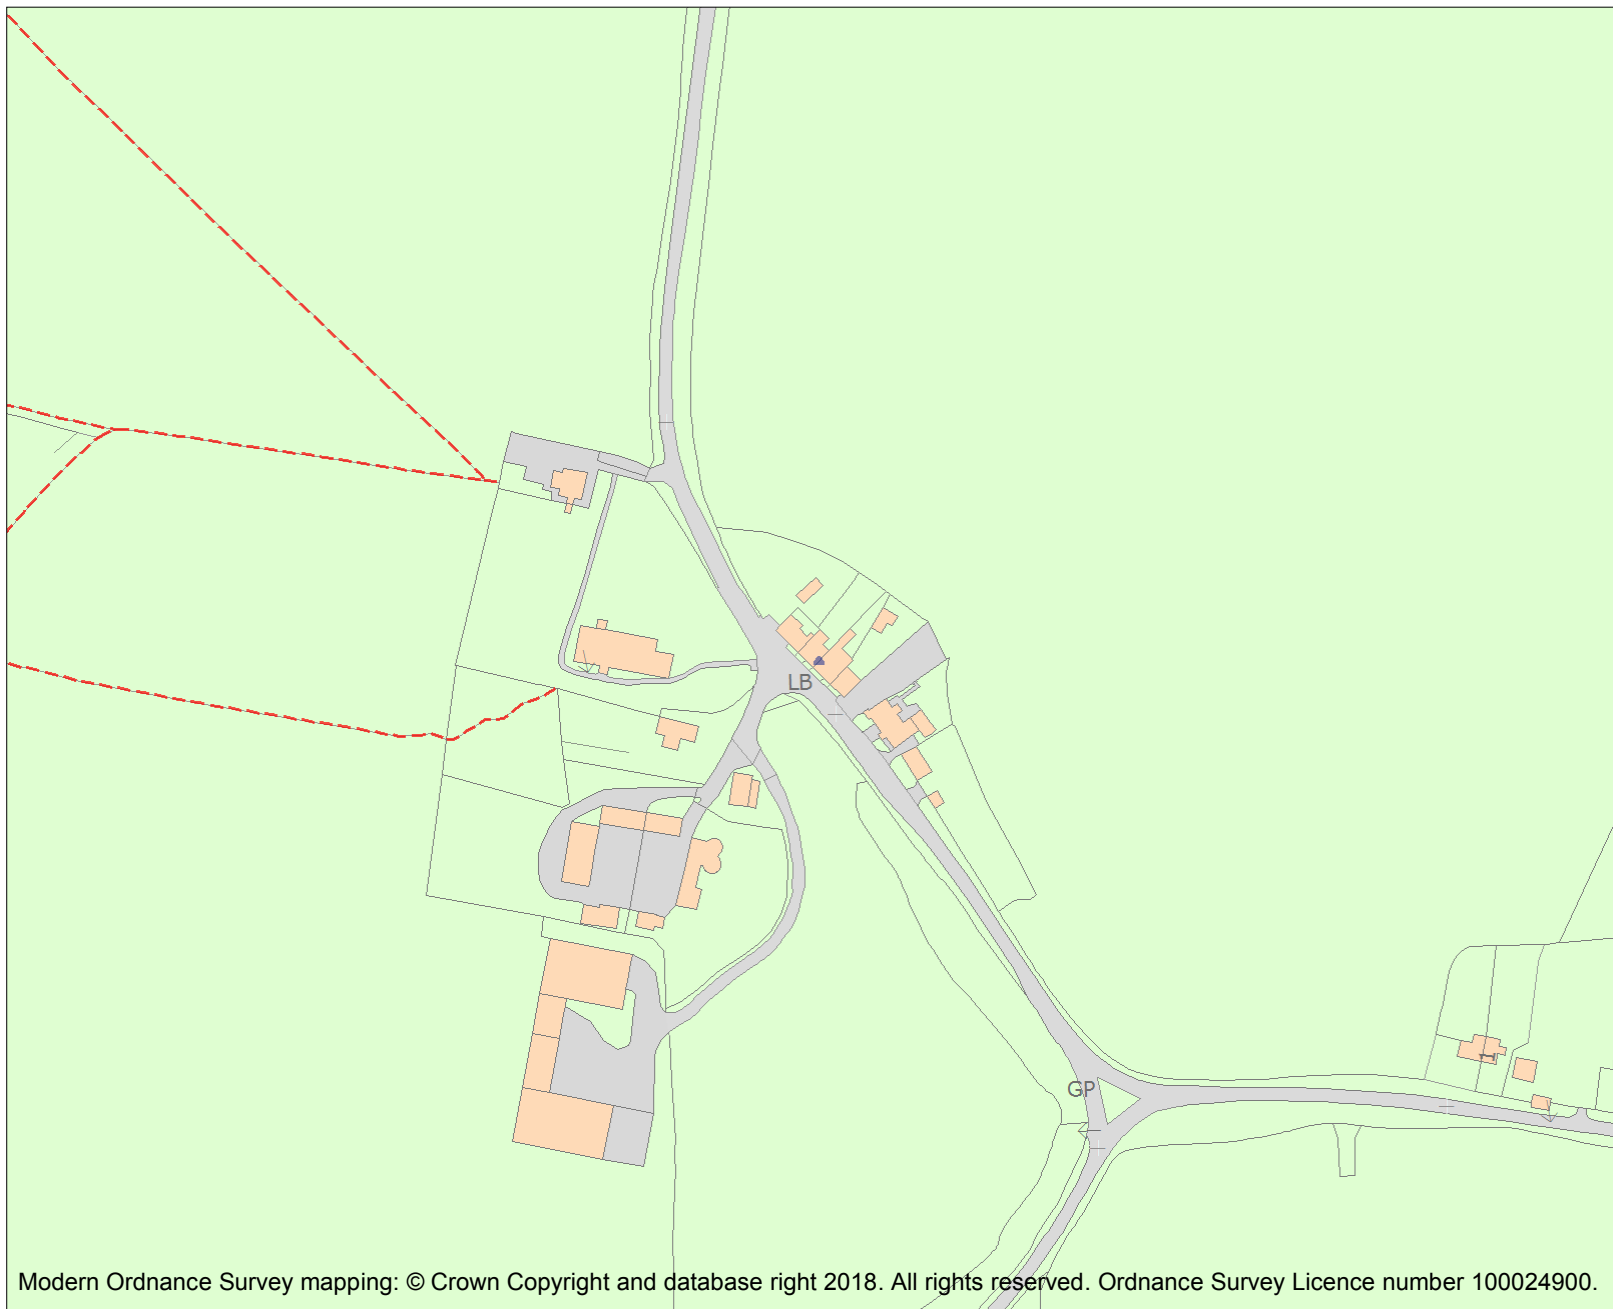 LB
GP
Modern Ordnance Survey mapping: © Crown Copyright and database right 2018. All rights reserved. Ordnance Survey Licence number 100024900.